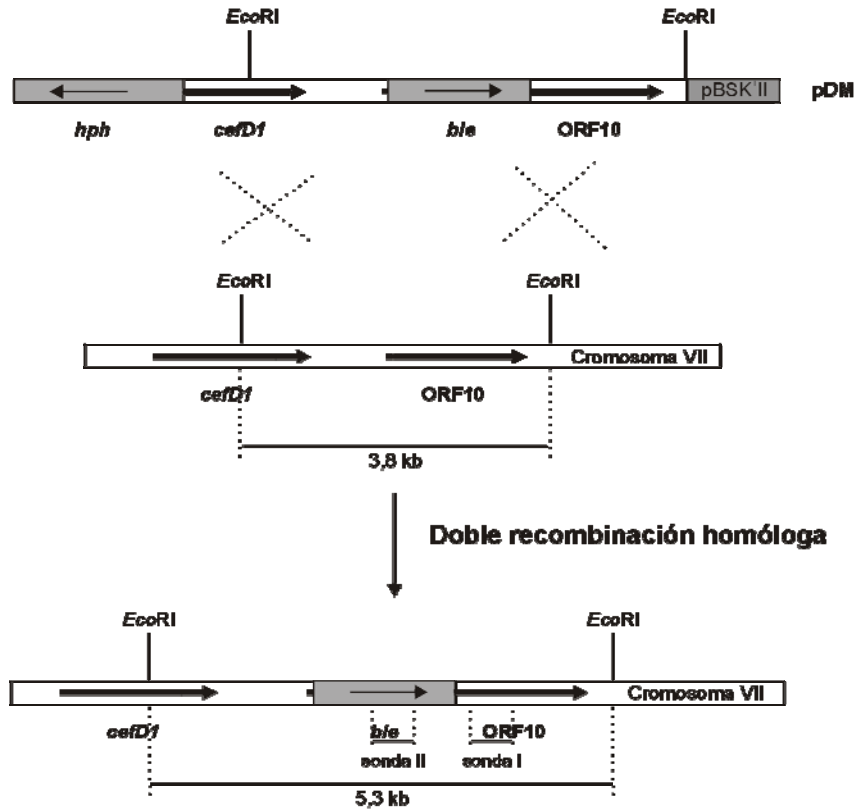 EcoRI EcoRI
pBSK'II pDM
hph cefD1 ble ORF10
EcoRI EcoRI
Cromosoma VII
cefD1 ORF10
3,8 kb
Doble recombinación homóloga
EcoRI EcoRI
Cromosoma VII
cefD1 ble ORF10
sonda II sonda I
5,3 kb